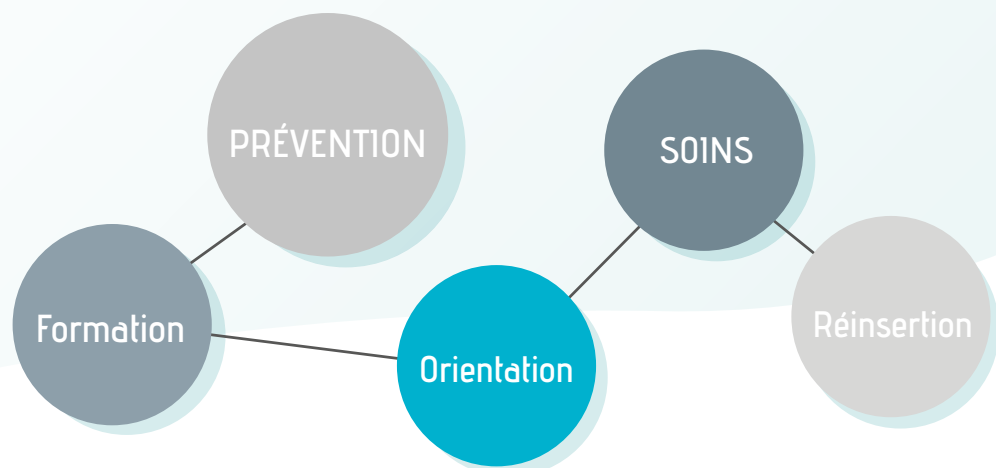 PRÉVENTION
SOINS
Formation
Orientation
Réinsertion